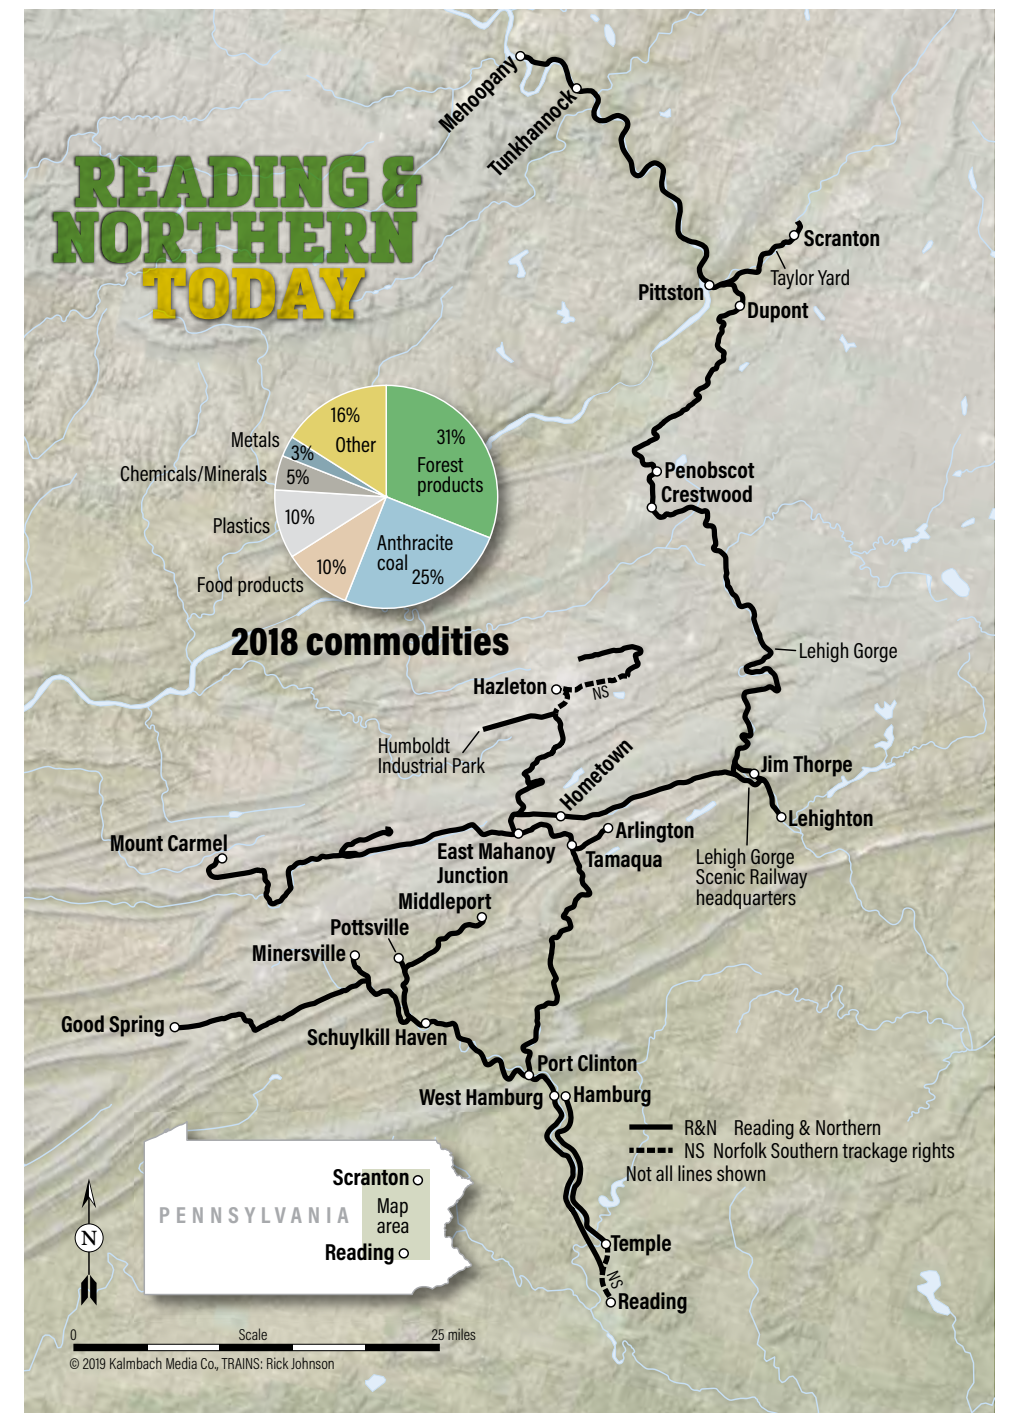 Mehoopany
Tunkhannock
READING &
NORTHERN
TODAY
Scranton
Taylor Yard
Pittston
Dupont
16%
Other
31%
Forest
products
Metals
3%
Chemicals/Minerals
5%
Plastics
10%
Anthracite
coal
25%
Food products
10%
2018 commodities
Penobscot
Crestwood
Lehigh Gorge
Hazleton
NS
Humboldt
Industrial Park
Hometown
Jim Thorpe
Lehighton
Mount Carmel
East Mahanoy
Junction
Arlington
Tamaqua
Lehigh Gorge
Scenic Railway
headquarters
Middleport
Pottsville
Minersville
Good Spring
Schuylkill Haven
Port Clinton
West Hamburg
Hamburg
R&N Reading & Northern
NS Norfolk Southern trackage rights
Not all lines shown
Scranton
PENNSYLVANIA
Map
area
Reading
N
Temple
NS
Reading
0 Scale 25 miles
© 2019 Kalmbach Media Co., TRAINS: Rick Johnson